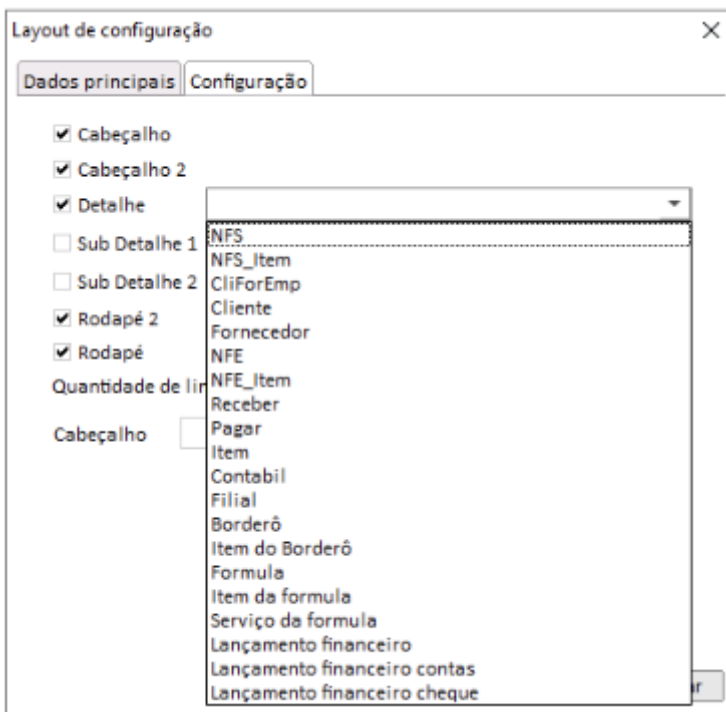 Layout de configuração
Dados principais Configuração
Cabeçalho
Cabeçalho 2
Detalhe
Sub Detalhe 1
Sub Detalhe 2
Rodapé 2
Rodapé
Quantidade de
Cabeçalho
NFS
NFS_Item
CliForEmp
Cliente
Fornecedor
NFE
NFE_Item
Receber
Pagar
Item
Contabil
Filial
Borderô
Item do Borderô
Formula
Item da formula
Serviço da formula
Lançamento financeiro
Lançamento financeiro contas
Lançamento financeiro cheque